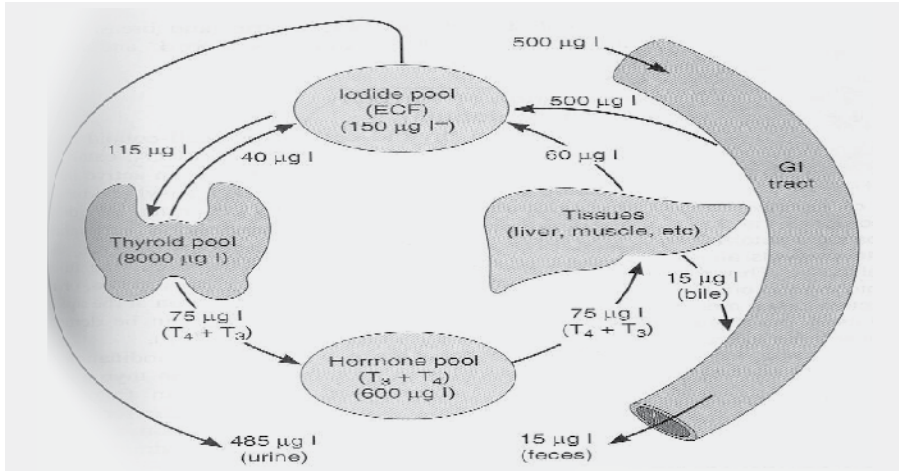 500 µg I
Iodide pool
(ECF)
(150 µg I⁻)
500 µg I
115 µg I
40 µg I
60 µg I
GI
tract
Thyroid pool
(8000 µg I)
Tissues
(liver, muscle, etc)
15 µg I
(bile)
75 µg I
(T₄ + T₃)
75 µg I
(T₄ + T₃)
Hormone pool
(T₃ + T₄)
(600 µg I)
485 µg I
(urine)
15 µg I
(feces)